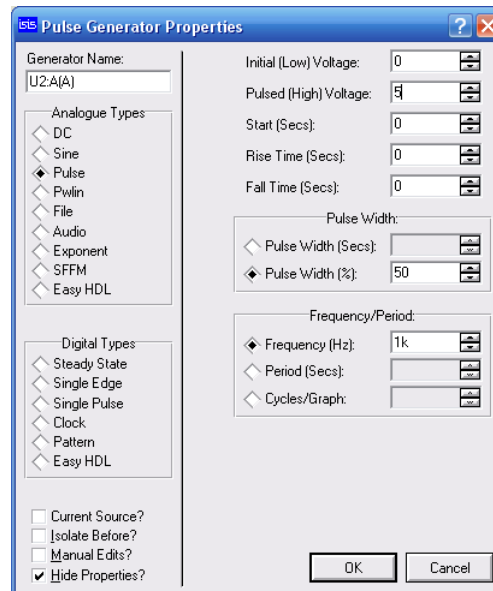 isis Pulse Generator Properties
Generator Name:
U2:A(A)
Analogue Types
DC
Sine
Pulse
Pwlin
File
Audio
Exponent
SFFM
Easy HDL
Digital Types
Steady State
Single Edge
Single Pulse
Clock
Pattern
Easy HDL
Current Source?
Isolate Before?
Manual Edits?
Hide Properties?
Initial (Low) Voltage: 0
Pulsed (High) Voltage: 5
Start (Secs): 0
Rise Time (Secs): 0
Fall Time (Secs): 0
Pulse Width:
Pulse Width (Secs):
Pulse Width (%): 50
Frequency/Period:
Frequency (Hz): 1k
Period (Secs):
Cycles/Graph:
OK Cancel